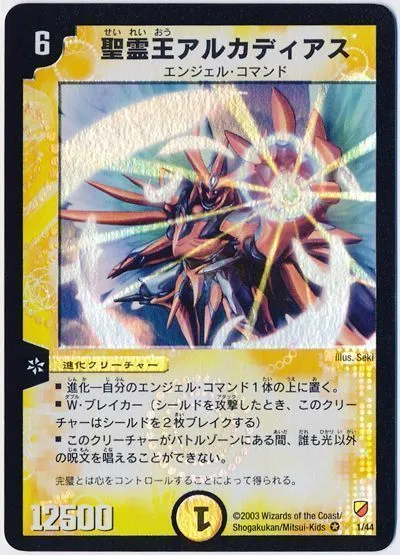 6
せいれいおう
聖霊王アルカディアス
エンジェル・コマンド
illus. Seki
進化クリーチャー
■ 進化－自分のエンジェル・コマンド1体の上に置く。
■ W・ブレイカー（シールドを攻撃したとき、このクリー
チャーはシールドを2枚ブレイクする）
■ このクリーチャーがバトルゾーンにある間、誰も光以外
の呪文を唱えることができない。
完璧とは心をコントロールすることによって得られる。
12500
1
©2003 Wizards of the Coast/
Shogakukan/Mitsui-Kids
1/44